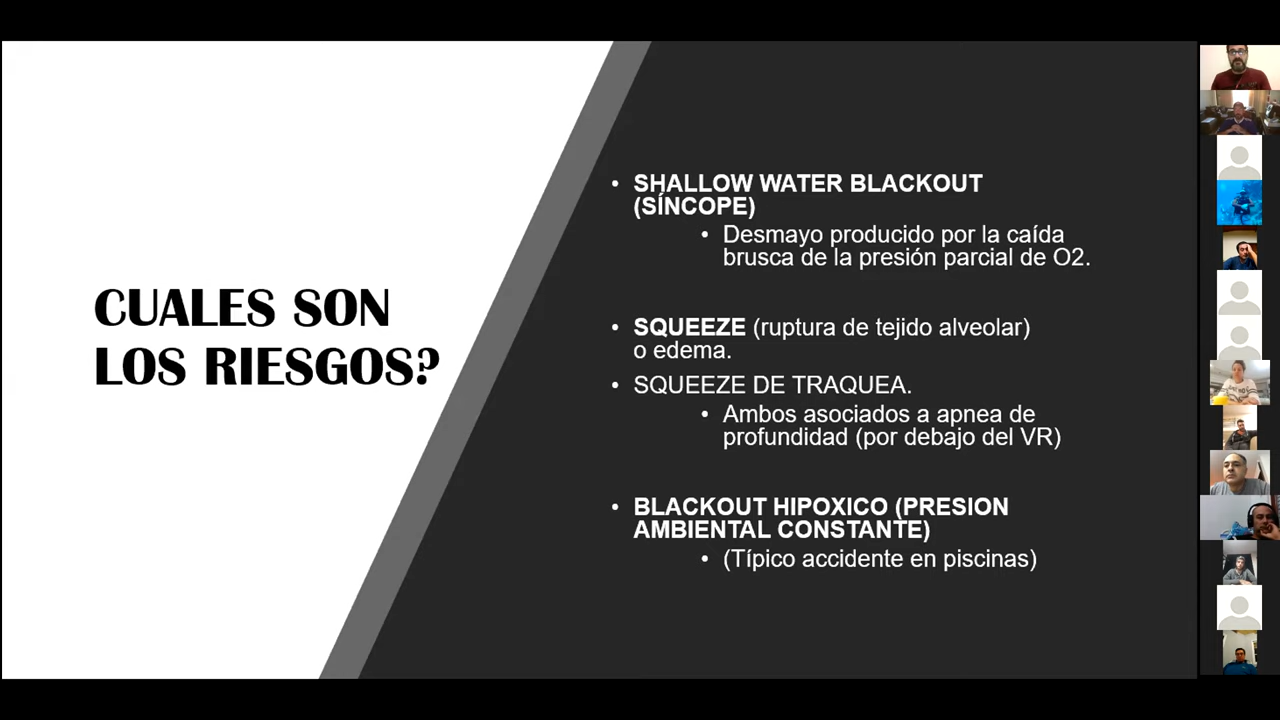 CUALES SON
LOS RIESGOS?
• SHALLOW WATER BLACKOUT
(SÍNCOPE)
• Desmayo producido por la caída
brusca de la presión parcial de O2.
• SQUEEZE (ruptura de tejido alveolar)
o edema.
• SQUEEZE DE TRAQUEA.
• Ambos asociados a apnea de
profundidad (por debajo del VR)
• BLACKOUT HIPOXICO (PRESION
AMBIENTAL CONSTANTE)
• (Típico accidente en piscinas)